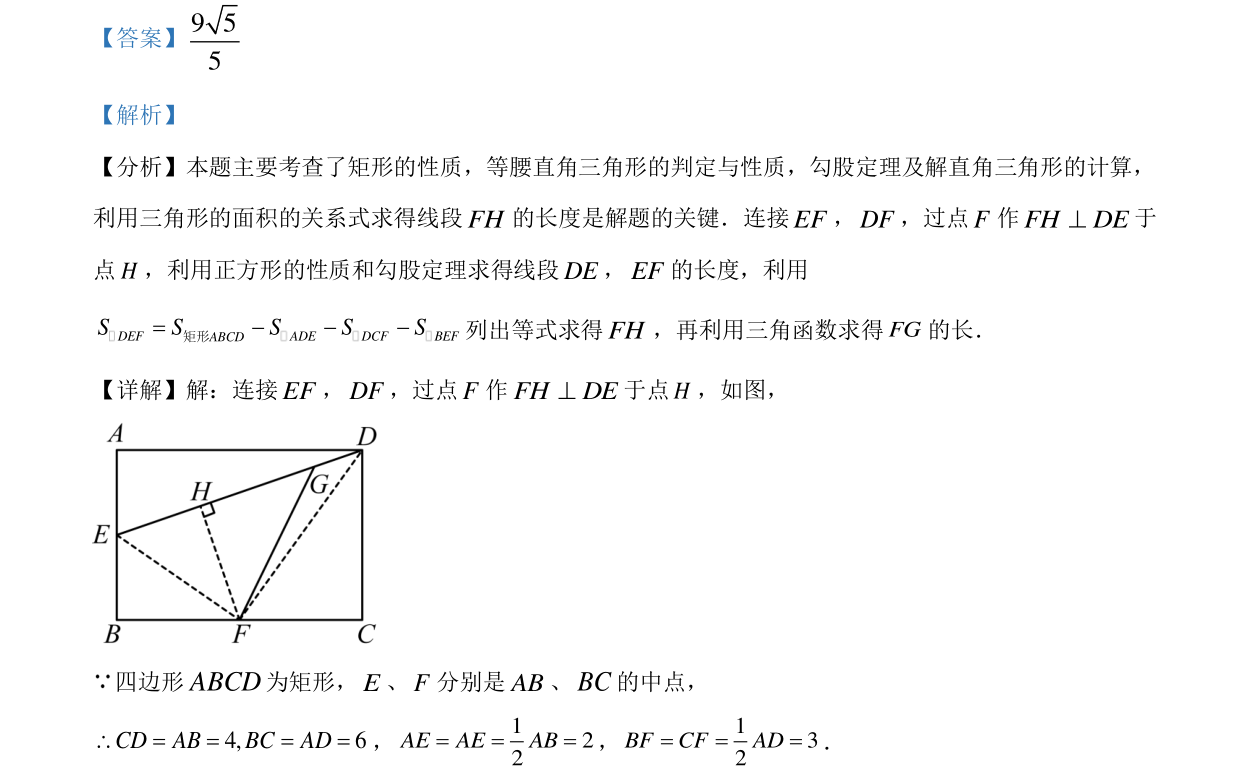 【答案】9√5/5
【解析】
【分析】本题主要考查了矩形的性质，等腰直角三角形的判定与性质，勾股定理及解直角三角形的计算，
利用三角形的面积的关系式求得线段 FH 的长度是解题的关键．连接 EF， DF，过点 F 作 FH ⊥ DE 于
点 H，利用正方形的性质和勾股定理求得线段 DE， EF 的长度，利用
S▯DEF = S矩形ABCD − S▯ADE − S▯DCF − S▯BEF 列出等式求得 FH，再利用三角函数求得 FG 的长．
【详解】解：连接 EF， DF，过点 F 作 FH ⊥ DE 于点 H，如图，
A D
H G
E
B F C
∵四边形 ABCD 为矩形， E、 F 分别是 AB、 BC 的中点，
∴CD = AB = 4, BC = AD = 6， AE = AE = 1/2 AB = 2， BF = CF = 1/2 AD = 3．